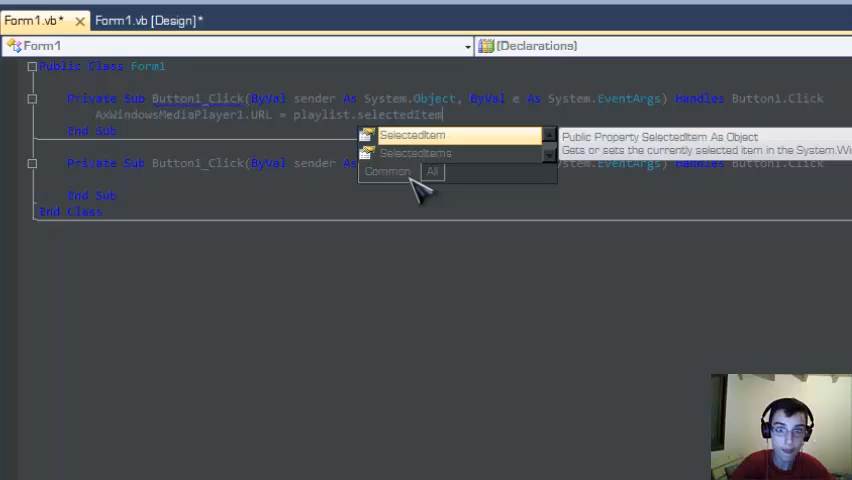 Form1.vb* Form1.vb [Design]*
Form1 (Declarations)
Public Class Form1
Private Sub Button1_Click(ByVal sender As System.Object, ByVal e As System.EventArgs) Handles Button1.Click
AxWindowsMediaPlayer1.URL = playlist.selectedItem
End Sub
SelectedItem Public Property SelectedItem As Object
SelectedItems Gets or sets the currently selected item in the System.Wi
Private Sub Button1_Click(ByVal sender As System.EventArgs) Handles Button1.Click
Common All
End Sub
End Class